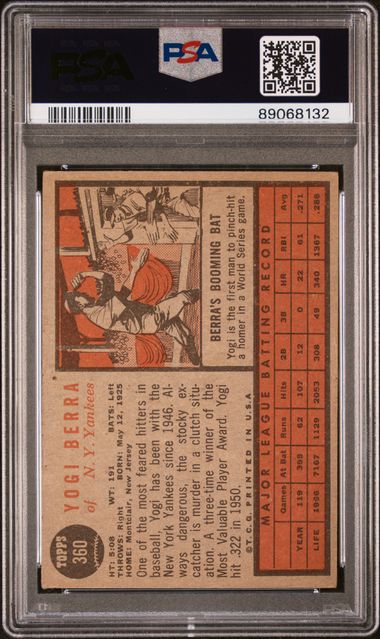 PSA
PSA
89068132
TOPPS
360
YOGI BERRA
of N. Y. Yankees
HT: 5:08 WT: 191 BATS: Left
THROWS: Right BORN: May 12, 1925
HOME: Montclair, New Jersey
One of the most feared hitters in
baseball, Yogi has been with the
New York Yankees since 1946. Al-
ways dangerous, the stocky ex-
catcher is murder in a clutch situ-
ation. A three-time winner of the
Most Valuable Player Award, Yogi
hit .322 in 1950.
© T.C.G. PRINTED IN U.S.A.
BERRA'S BOOMING BAT
Yogi is the first man to pinch-hit
a homer in a World Series game.
MAJOR LEAGUE BATTING RECORD
Games At Bat Runs Hits 2B 3B HR RBI Avg
YEAR 119 395 62 107 12 0 22 61 .271
LIFE 1966 7167 1129 2053 308 49 340 1367 .286